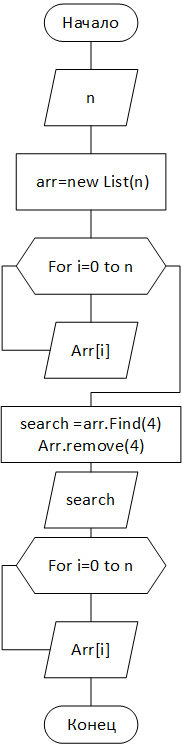 Начало
n
arr=new List(n)
For i=0 to n
Arr[i]
search =arr.Find(4)
Arr.remove(4)
search
For i=0 to n
Arr[i]
Конец